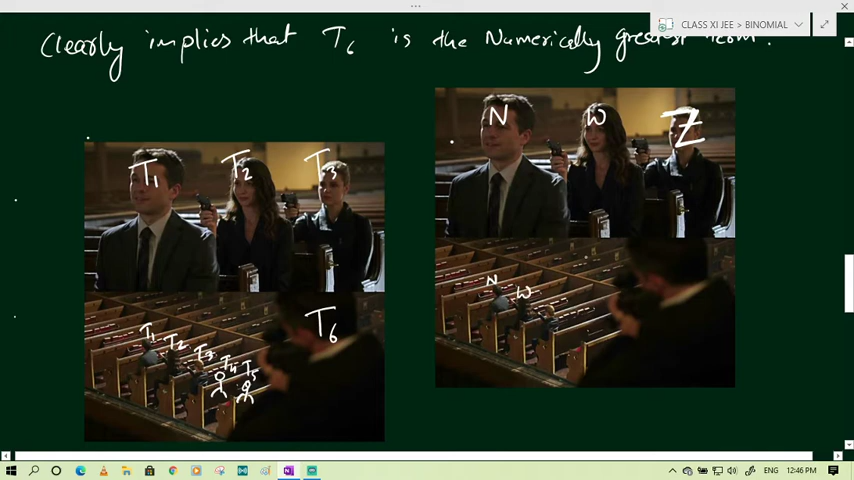 CLASS XI JEE > BINOMIAL
Clearly implies that T6 is the Numerically greatest term.
T1 T2 T3
N W Z
T6
T1 T2 T3 T4 T5
N W
ENG 12:46 PM